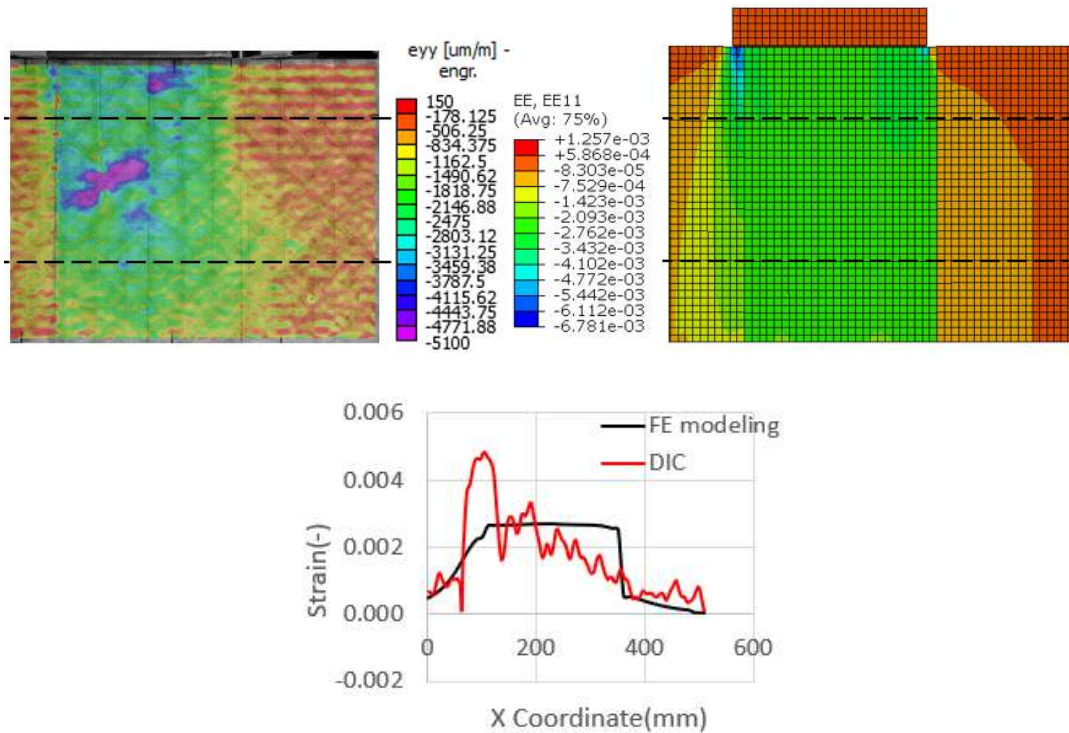 eyy [um/m] -
engr.
150
-178.125
-506.25
-834.375
-1162.5
-1490.62
-1818.75
-2146.88
-2475
-2803.12
-3131.25
-3459.38
-3787.5
-4115.62
-4443.75
-4771.88
-5100
EE, EE11
(Avg: 75%)
+1.257e-03
+5.868e-04
-8.303e-05
-7.529e-04
-1.423e-03
-2.093e-03
-2.762e-03
-3.432e-03
-4.102e-03
-4.772e-03
-5.442e-03
-6.112e-03
-6.781e-03
0.006
0.004
0.002
0.000
-0.002
Strain(-)
FE modeling
DIC
0
200
400
600
X Coordinate(mm)